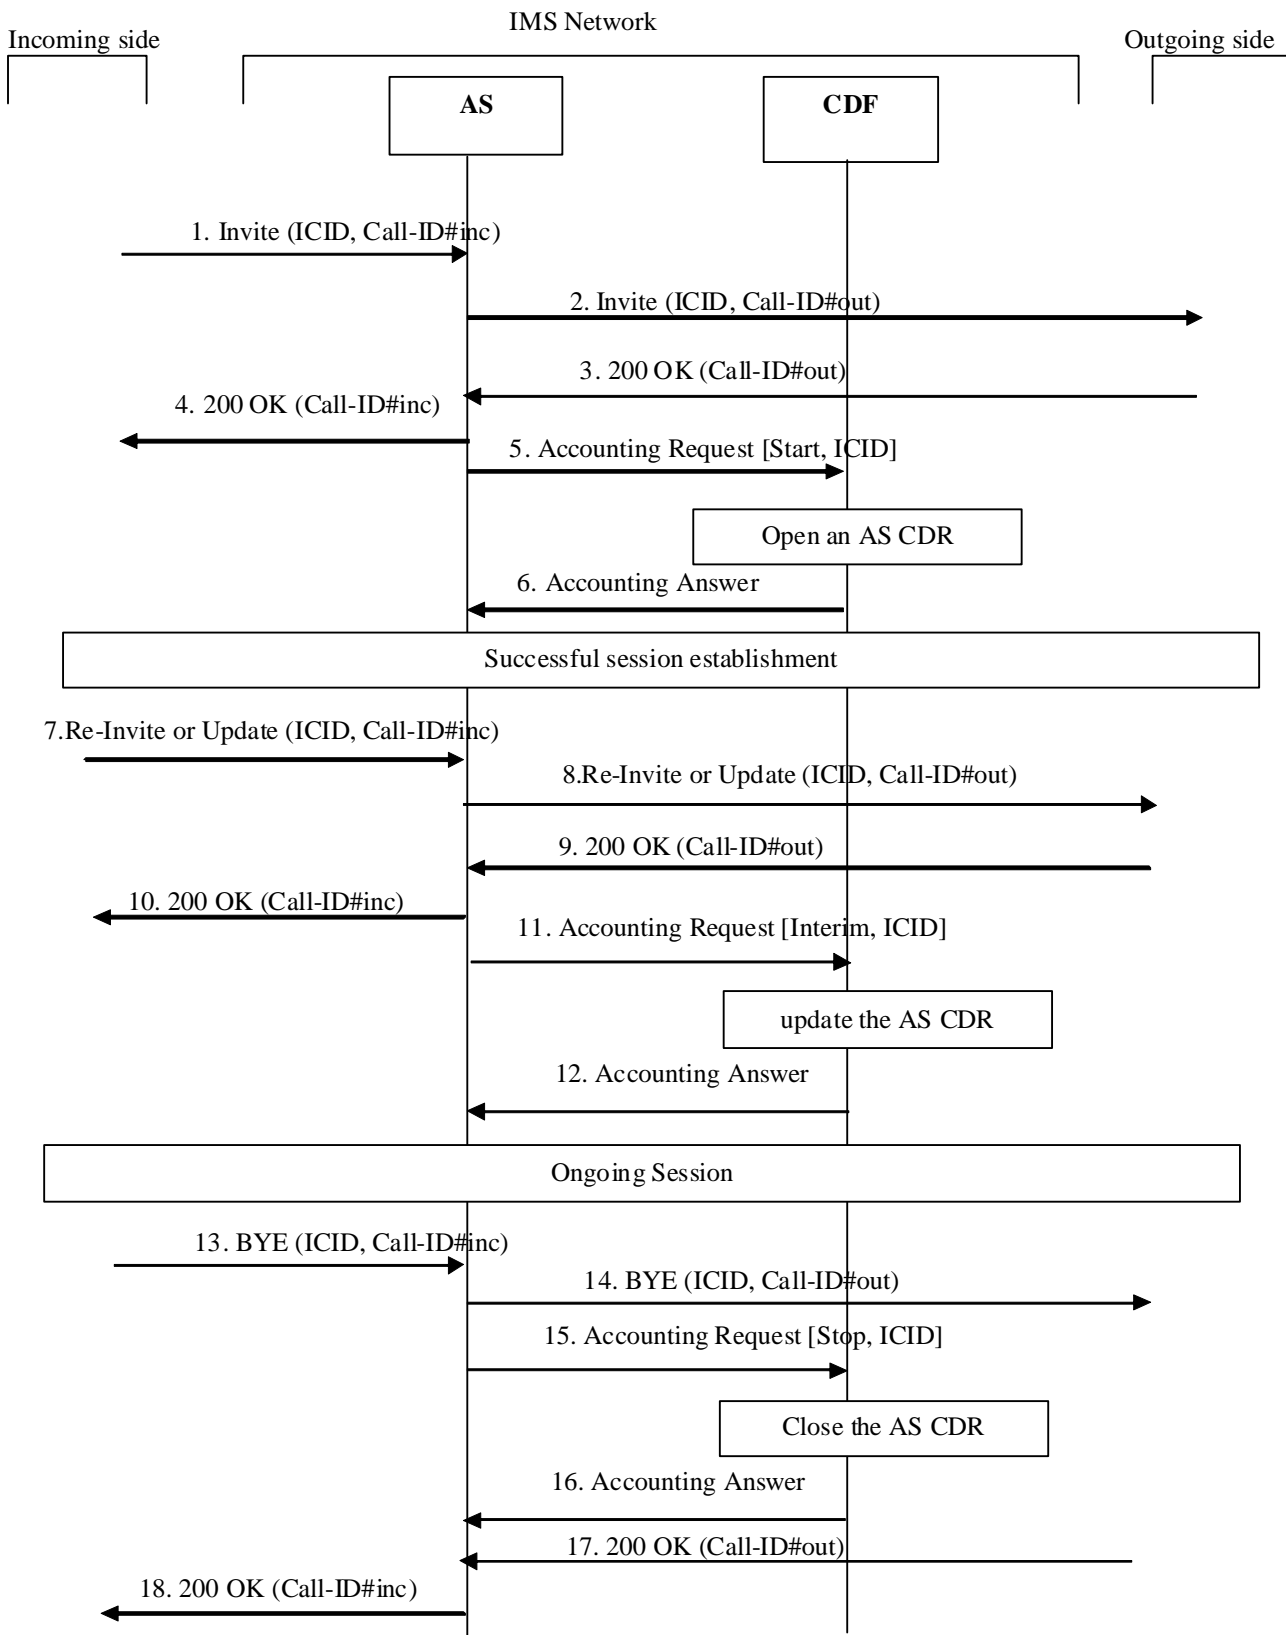 IMS Network
Incoming side
Outgoing side
AS
CDF
1. Invite (ICID, Call-ID#inc)
2. Invite (ICID, Call-ID#out)
3. 200 OK (Call-ID#out)
4. 200 OK (Call-ID#inc)
5. Accounting Request [Start, ICID]
Open an AS CDR
6. Accounting Answer
Successful session establishment
7.Re-Invite or Update (ICID, Call-ID#inc)
8.Re-Invite or Update (ICID, Call-ID#out)
9. 200 OK (Call-ID#out)
10. 200 OK (Call-ID#inc)
11. Accounting Request [Interim, ICID]
update the AS CDR
12. Accounting Answer
Ongoing Session
13. BYE (ICID, Call-ID#inc)
14. BYE (ICID, Call-ID#out)
15. Accounting Request [Stop, ICID]
Close the AS CDR
16. Accounting Answer
17. 200 OK (Call-ID#out)
18. 200 OK (Call-ID#inc)